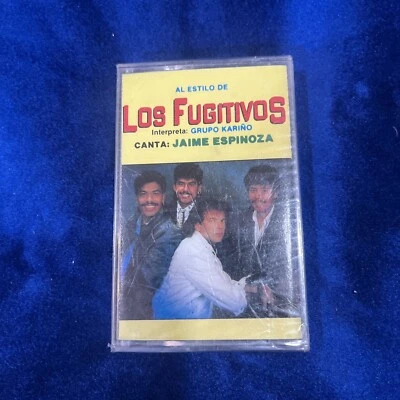 AL ESTILO DE
LOS FUGITIVOS
Interpreta: GRUPO KARIÑO
CANTA: JAIME ESPINOZA